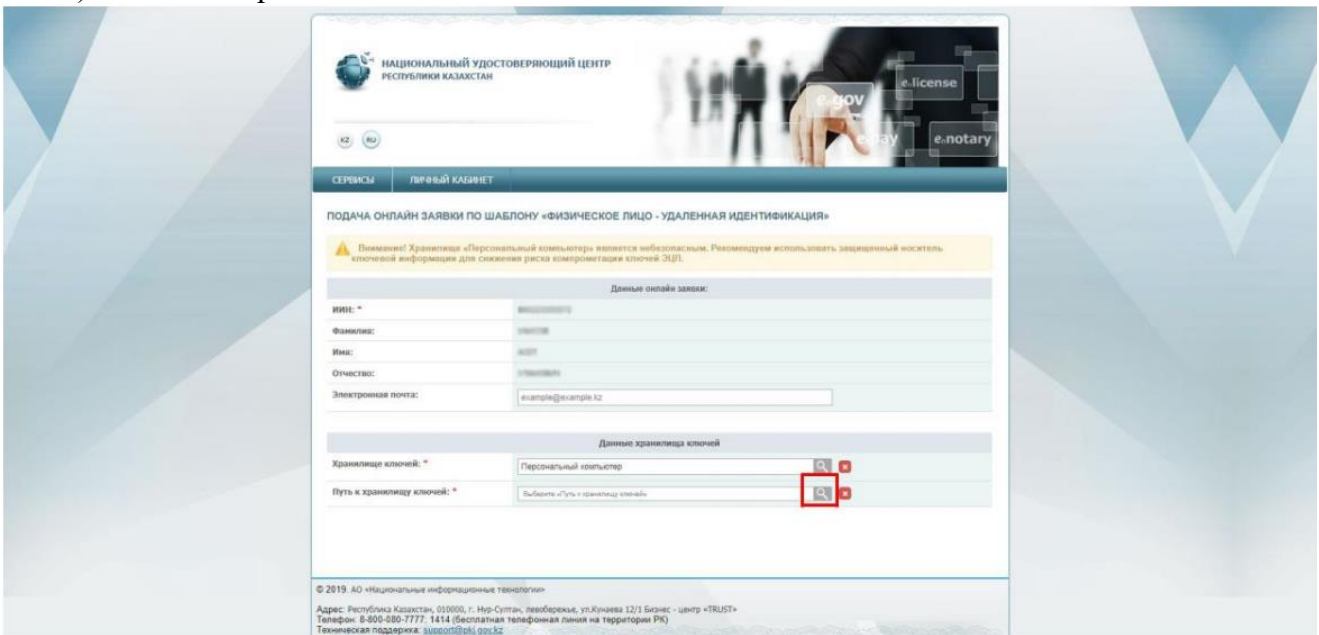 НАЦИОНАЛЬНЫЙ УДОСТОВЕРЯЮЩИЙ ЦЕНТР
РЕСПУБЛИКИ КАЗАХСТАН
e-license
e-gov
e-pay
e-notary
KZ RU
СЕРВИСЫ ЛИЧНЫЙ КАБИНЕТ
ПОДАЧА ОНЛАЙН ЗАЯВКИ ПО ШАБЛОНУ «ФИЗИЧЕСКОЕ ЛИЦО - УДАЛЕННАЯ ИДЕНТИФИКАЦИЯ»
Внимание! Хранилище «Персональный компьютер» является небезопасным. Рекомендуем использовать защищенный носитель
ключевой информации для снижения риска компрометации ключей ЭЦП.
Данные онлайн заявки:
ИИН: *
Фамилия:
Имя:
Отчество:
Электронная почта: example@example.kz
Данные хранилища ключей
Хранилище ключей: * Персональный компьютер
Путь к хранилищу ключей: * Выберите «Путь к хранилищу ключей»
© 2019. АО «Национальные информационные технологии»
Адрес: Республика Казахстан, 010000, г. Нур-Султан, левобережье, ул.Кунаева 12/1 Бизнес - центр «TRUST»
Телефон: 8-800-080-7777; 1414 (бесплатная телефонная линия на территории РК)
Техническая поддержка: support@pki.gov.kz